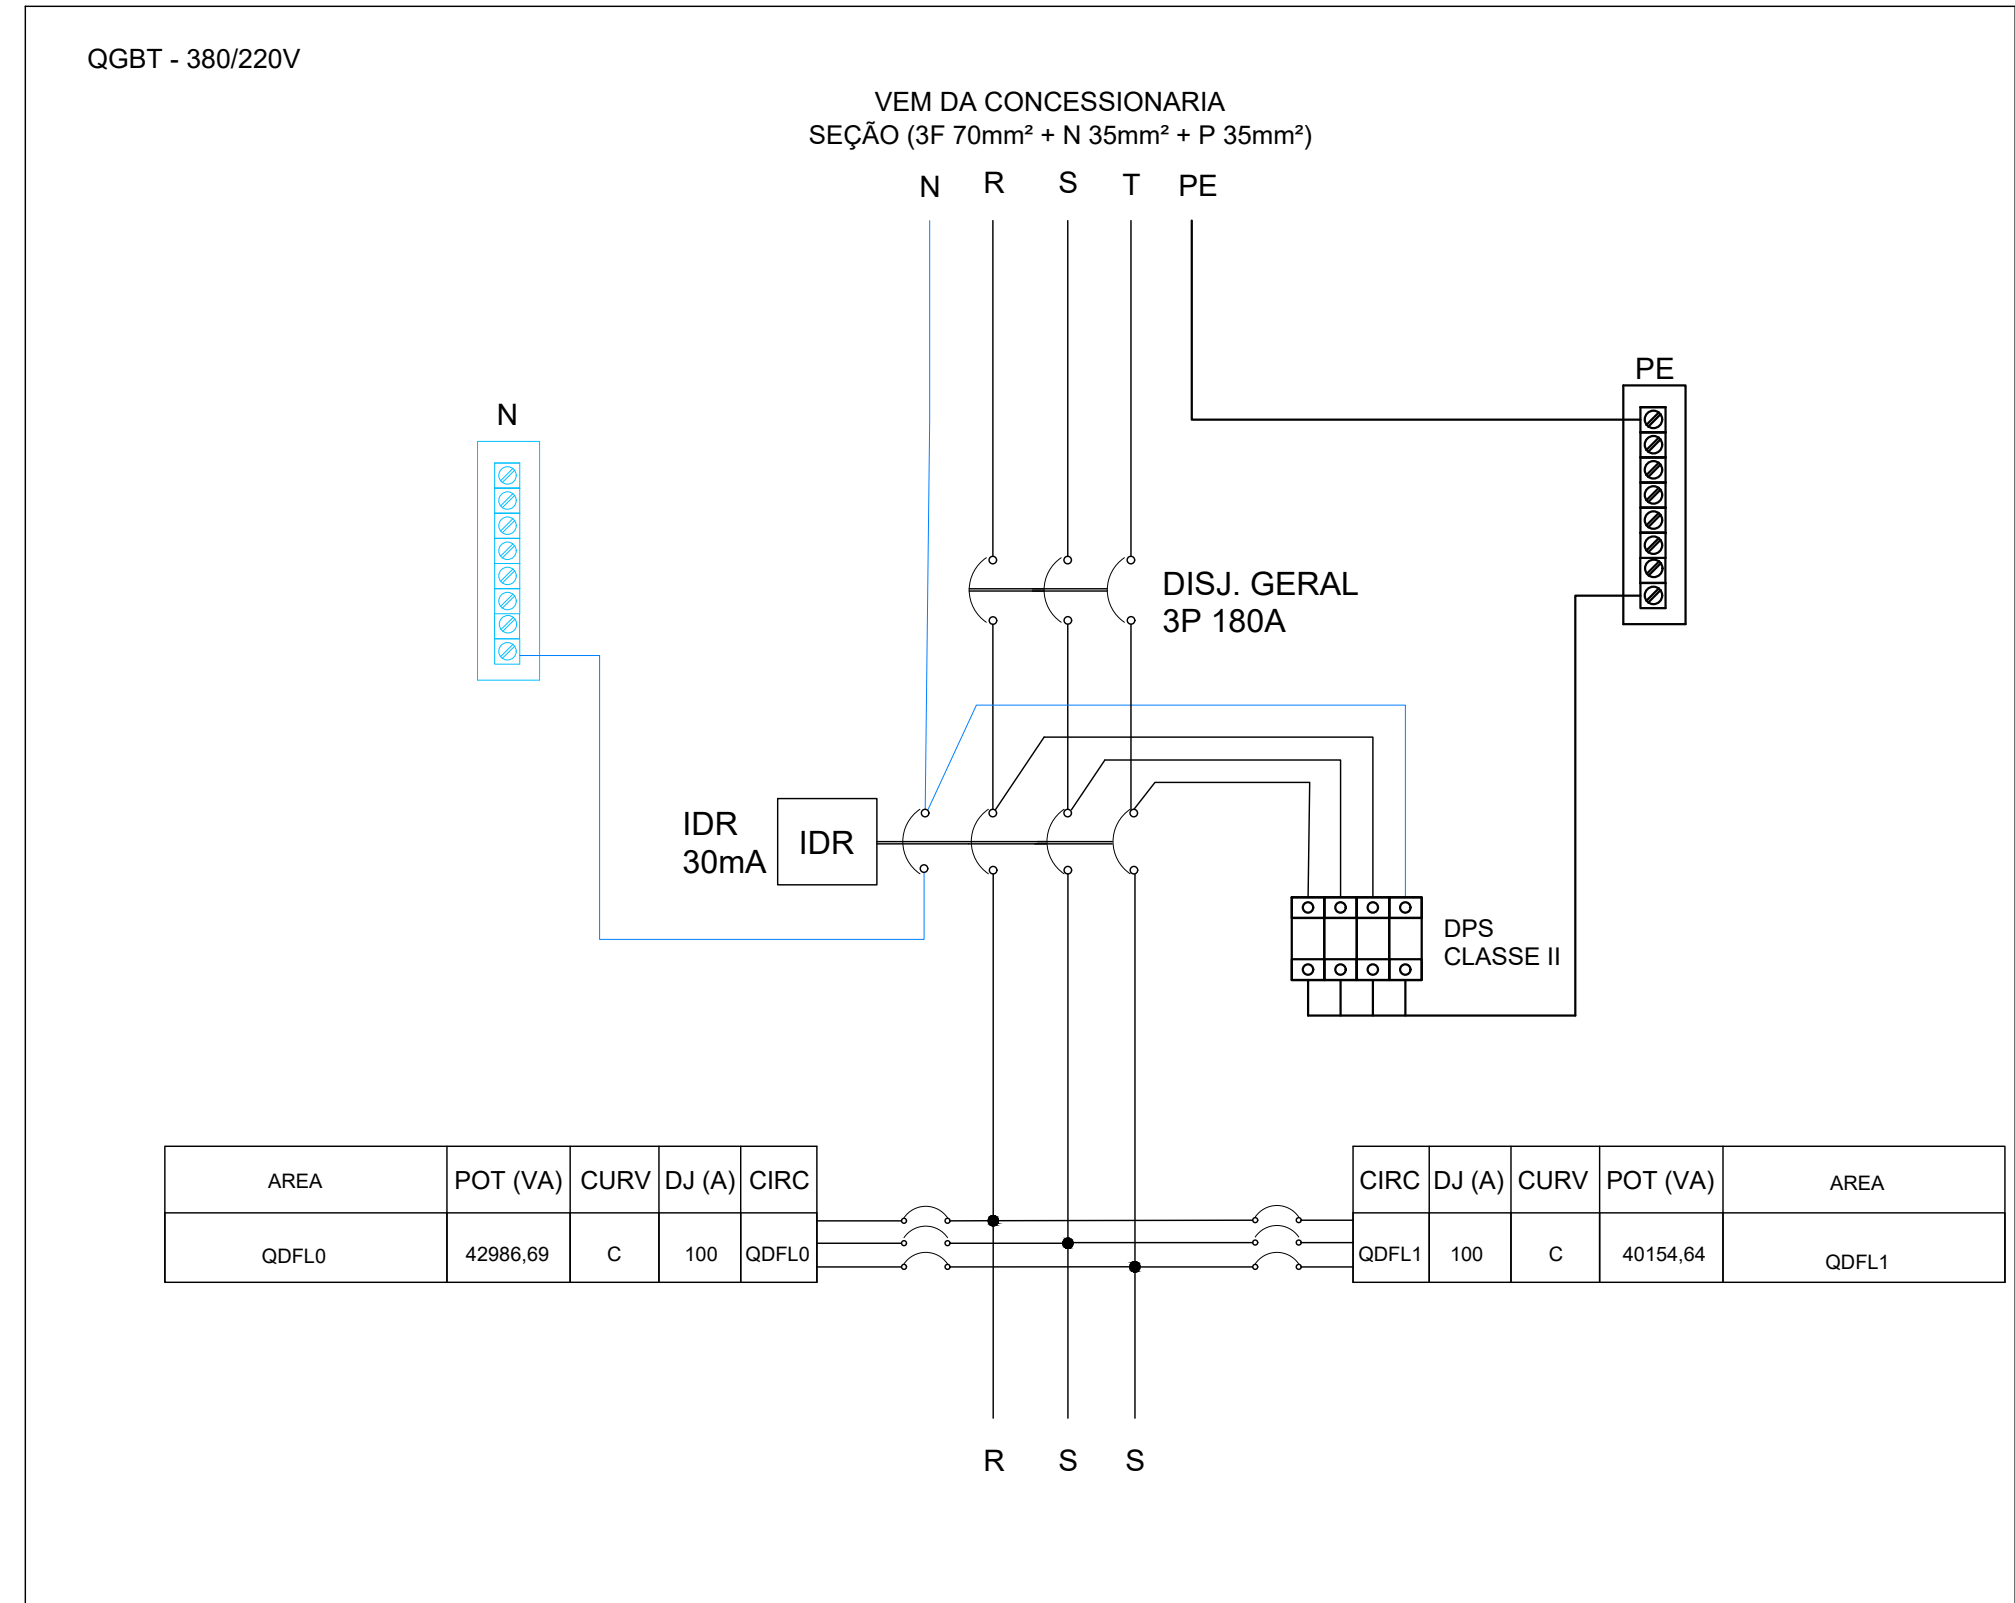 QGBT - 380/220V
VEM DA CONCESSIONARIA
SEÇÃO (3F 70mm² + N 35mm² + P 35mm²)
N R S T PE
PE
N
DISJ. GERAL
3P 180A
IDR
30mA
IDR
DPS
CLASSE II
AREA POT (VA) CURV DJ (A) CIRC
QDFL0 42986,69 C 100 QDFL0
CIRC DJ (A) CURV POT (VA) AREA
QDFL1 100 C 40154,64 QDFL1
R S S